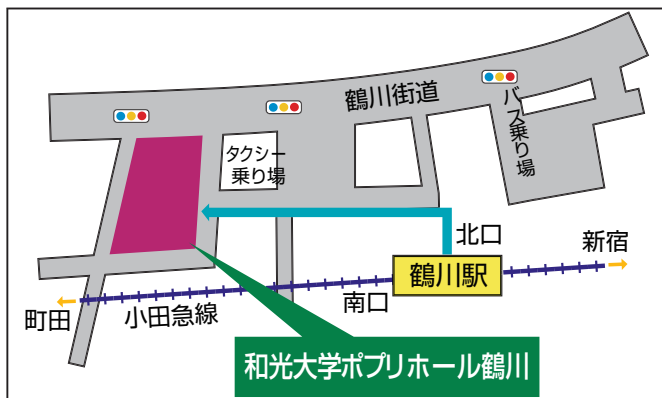 鶴川街道
バス乗り場
タクシー
乗り場
北口
新宿
鶴川駅
南口
町田
小田急線
和光大学ポプリホール鶴川